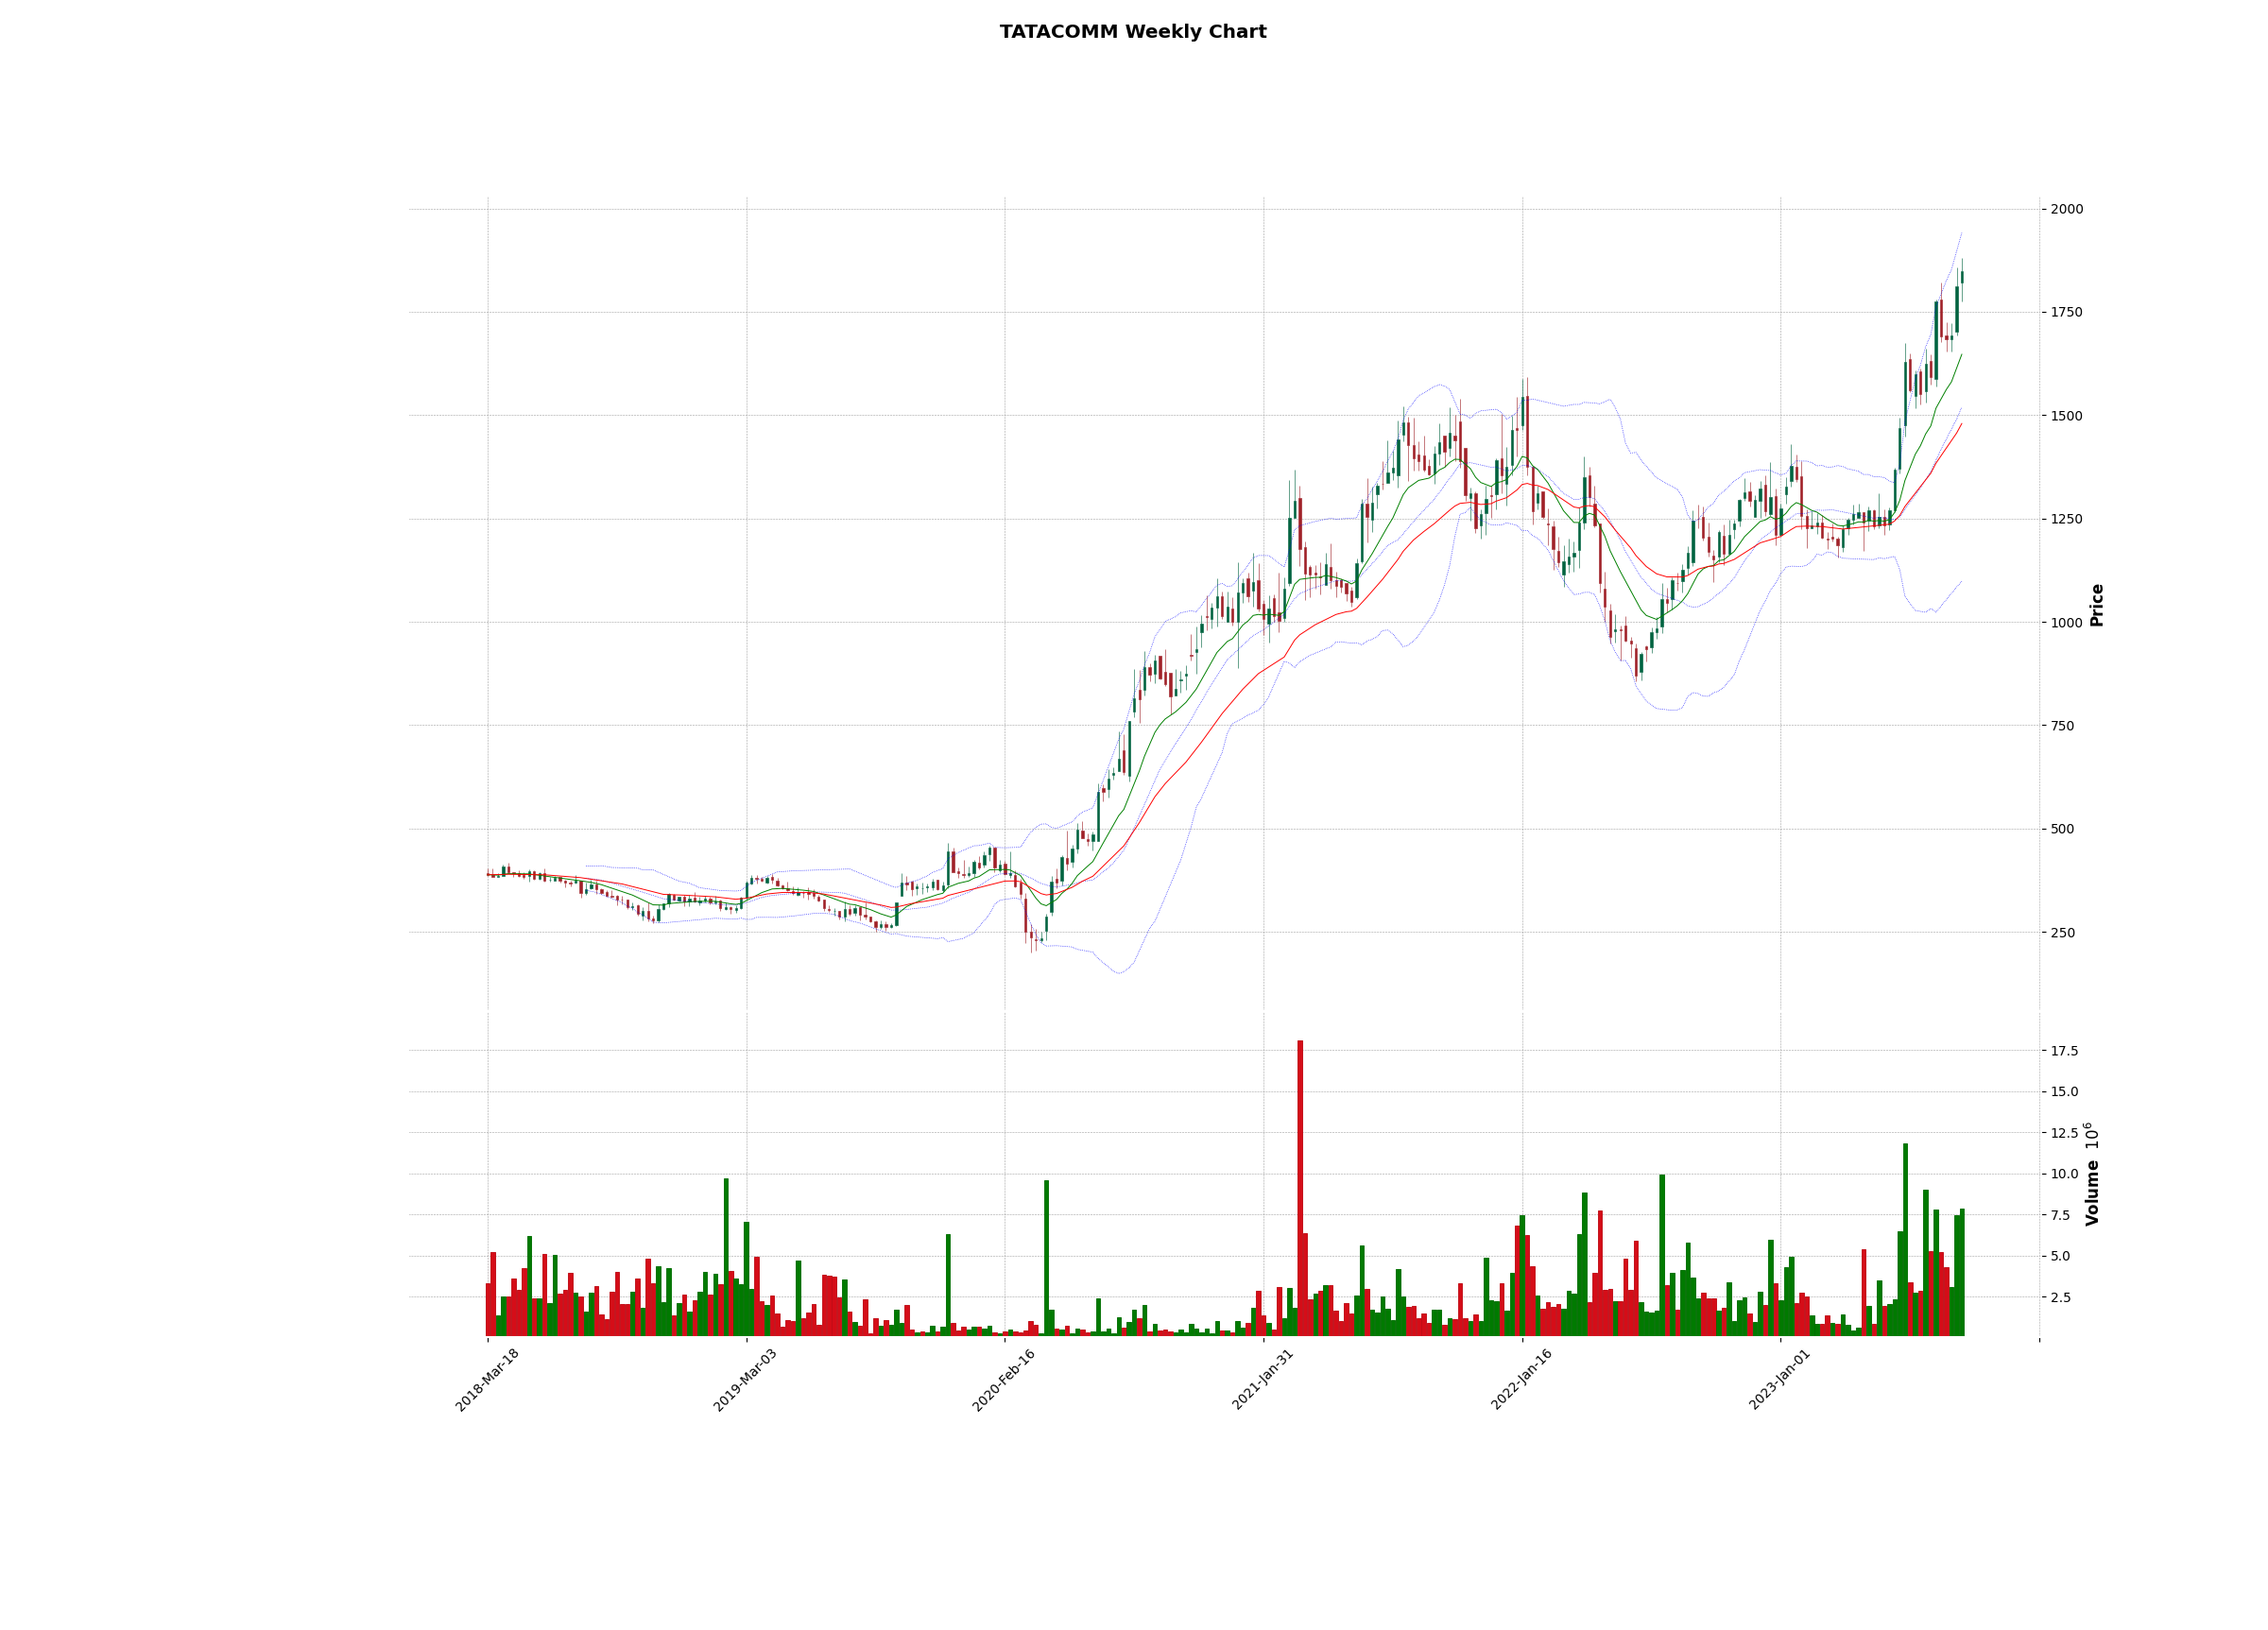 TATACOMM Weekly Chart
2000
1750
1500
1250
1000
750
500
250
Price
17.5
15.0
12.5
10.0
7.5
5.0
2.5
Volume 10^6
2018-Mar-18
2019-Mar-03
2020-Feb-16
2021-Jan-31
2022-Jan-16
2023-Jan-01